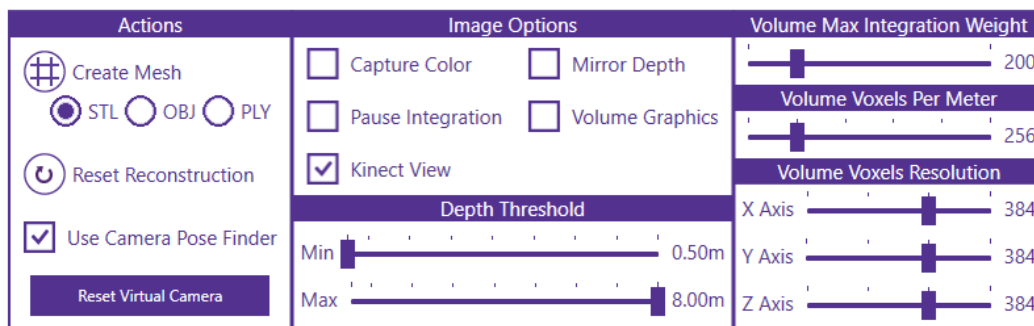 Actions
Create Mesh
STL OBJ PLY
Reset Reconstruction
Use Camera Pose Finder
Reset Virtual Camera
Image Options
Capture Color Mirror Depth
Pause Integration Volume Graphics
Kinect View
Depth Threshold
Min 0.50m
Max 8.00m
Volume Max Integration Weight
200
Volume Voxels Per Meter
256
Volume Voxels Resolution
X Axis 384
Y Axis 384
Z Axis 384